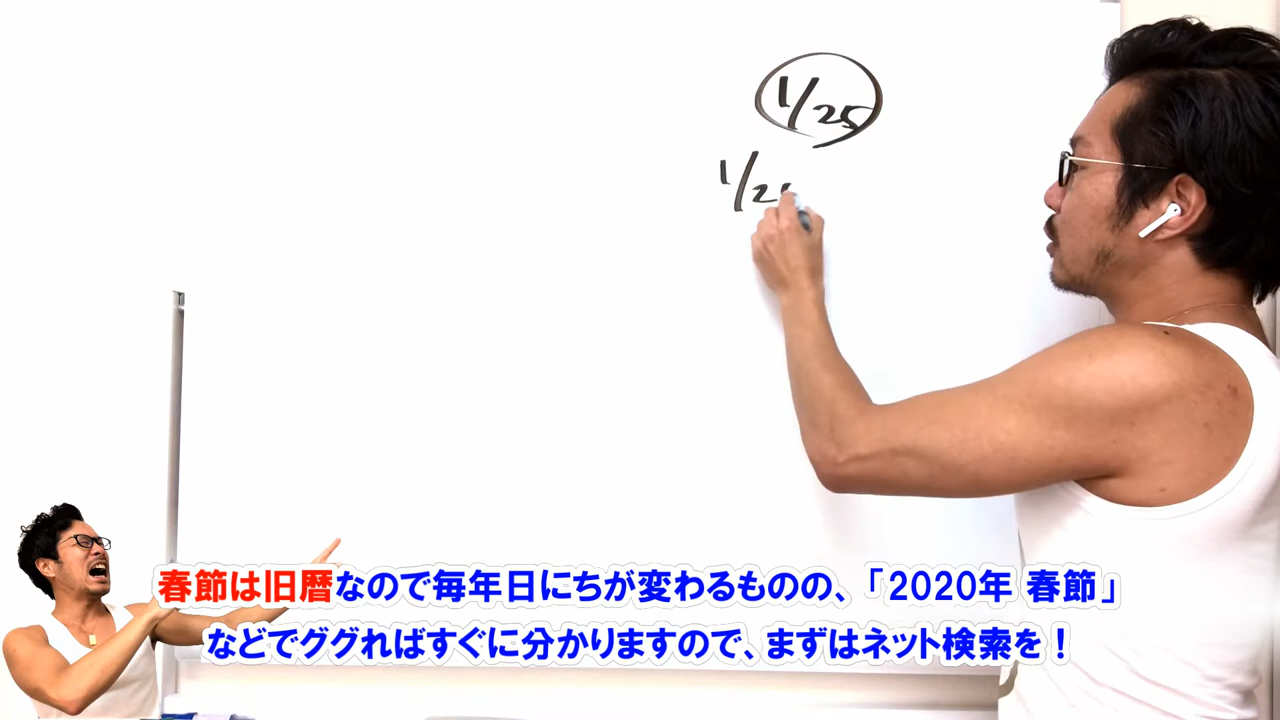 1/25
1/2
春節は旧暦なので毎年日にちが変わるものの、「2020年 春節」
などでググればすぐに分かりますので、まずはネット検索を！